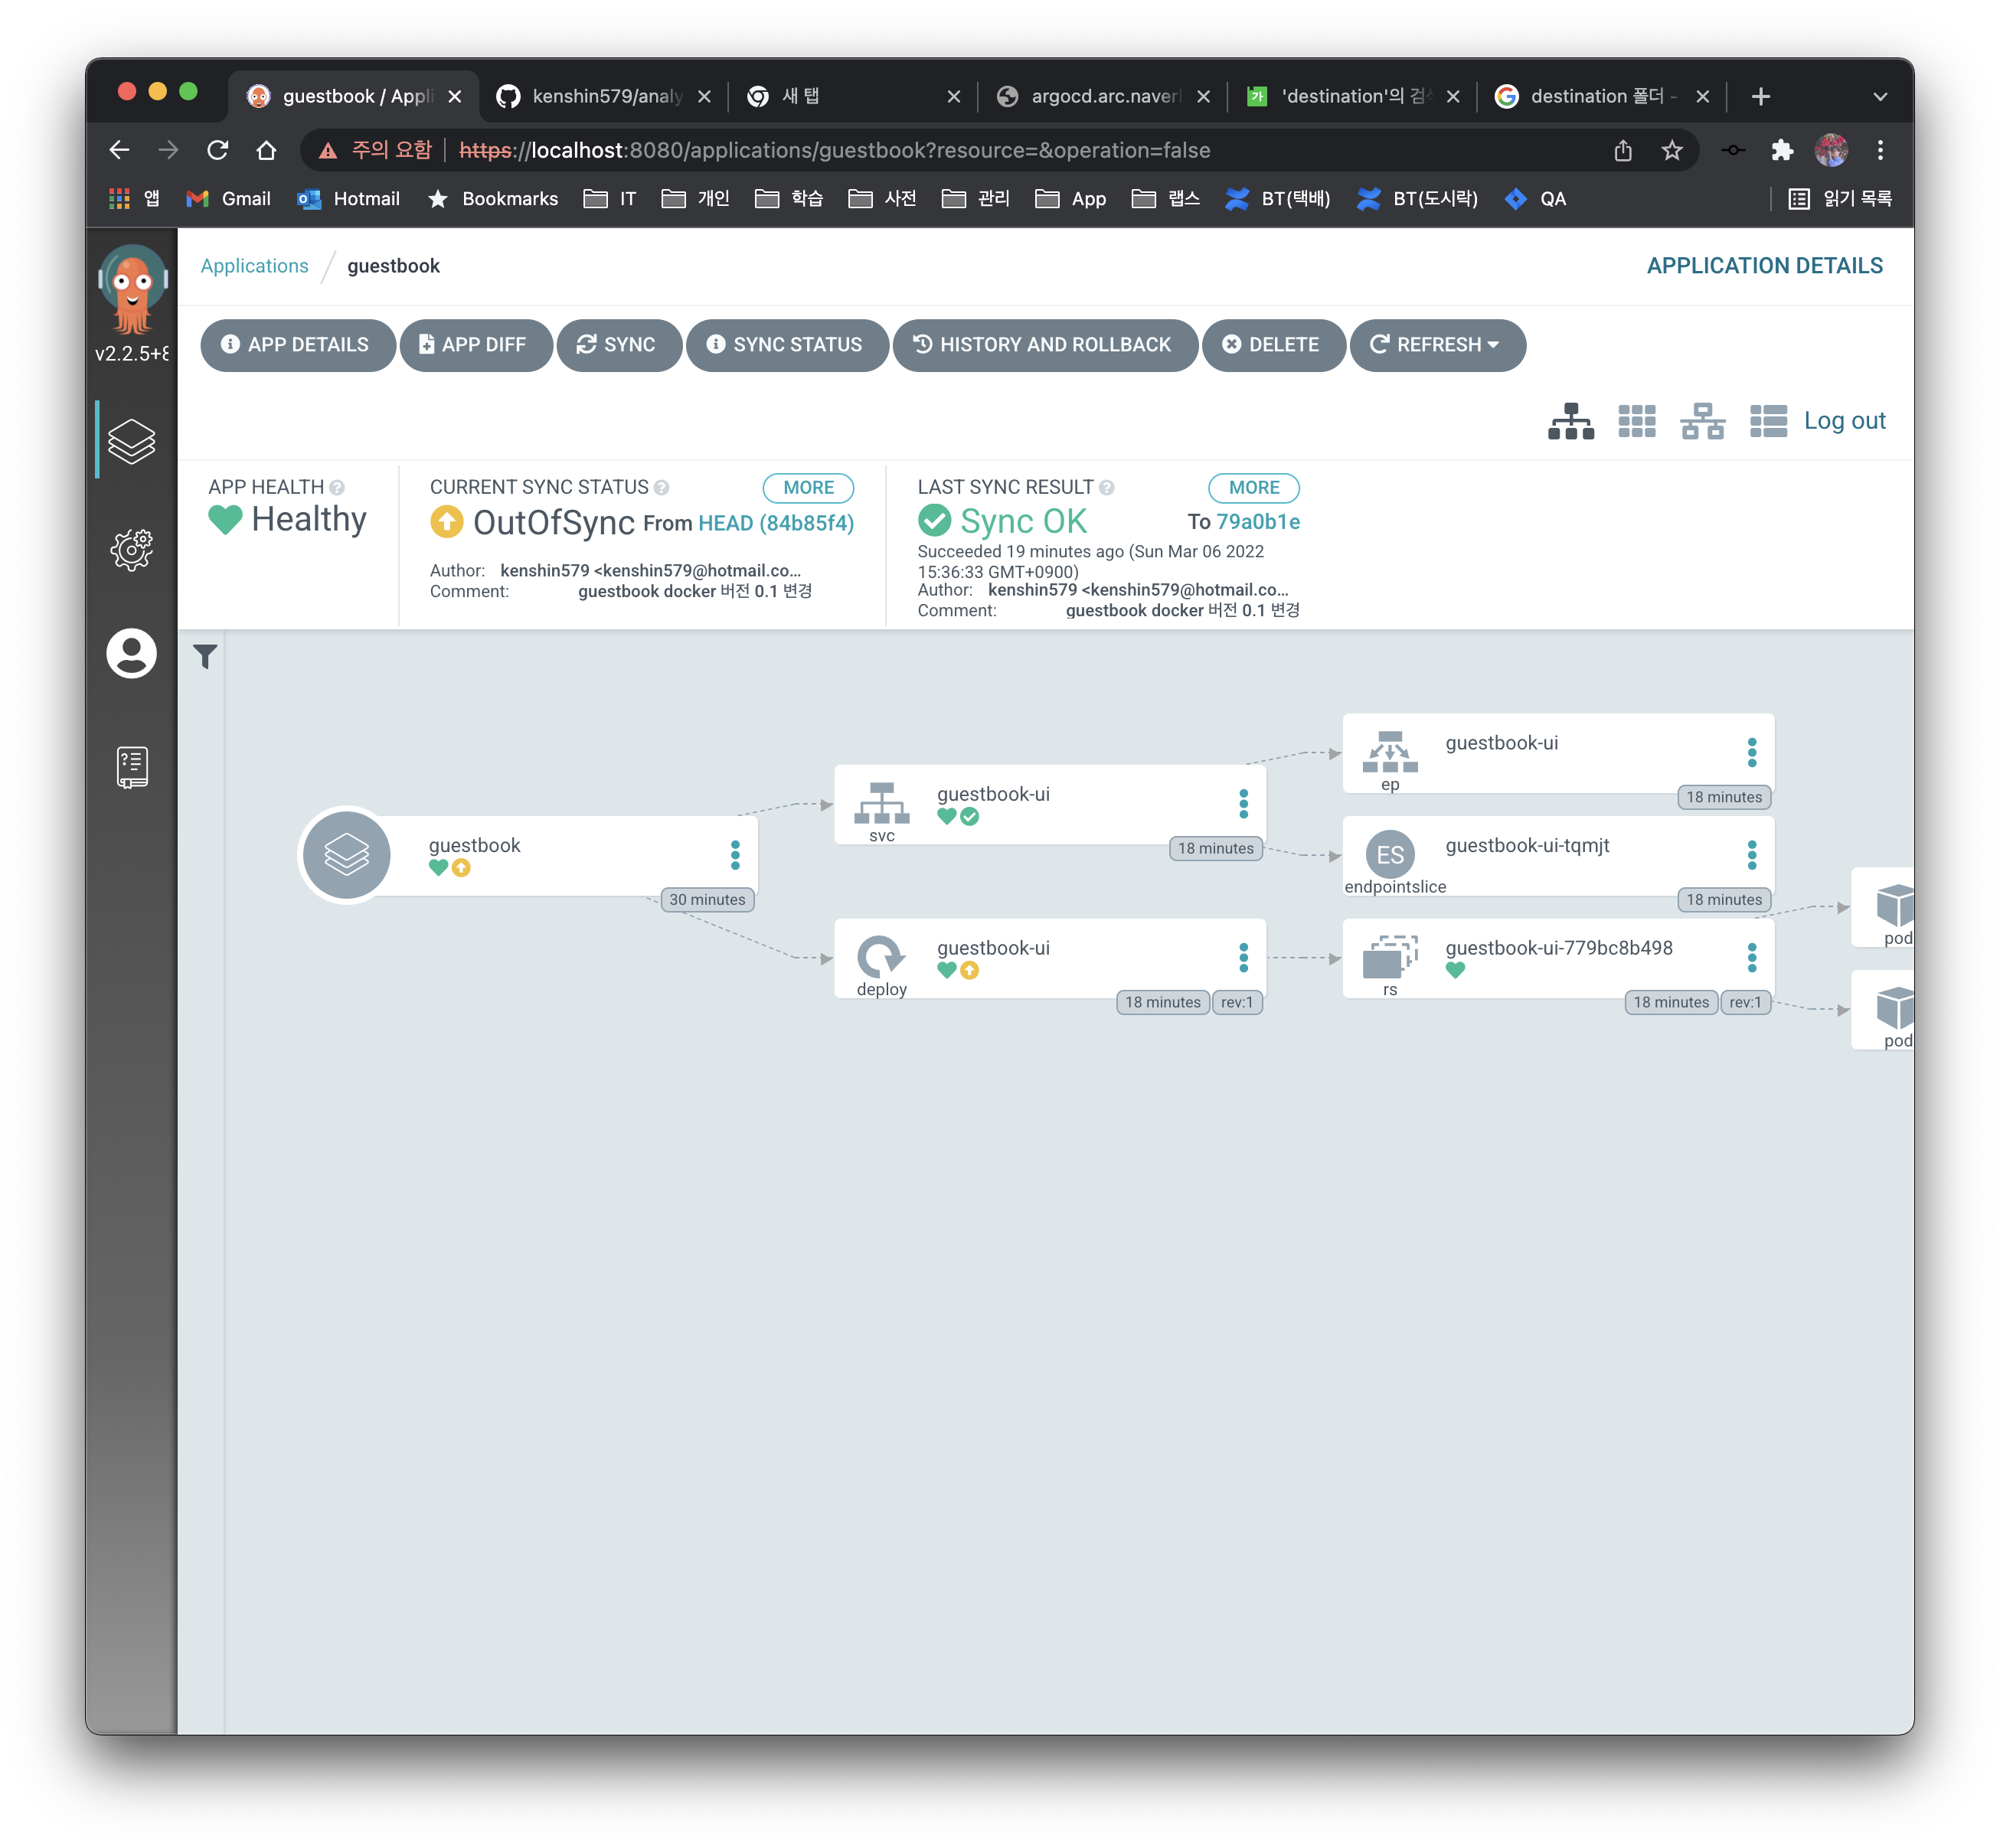 guestbook / Appli
kenshin579/analy
새 탭
argocd.arc.naver
'destination'의 검색
destination 폴더 -
주의 요함 https://localhost:8080/applications/guestbook?resource=&operation=false
앱 Gmail Hotmail Bookmarks IT 개인 학습 사전 관리 App 랩스 BT(택배) BT(도시락) QA 읽기 목록
v2.2.5+8
Applications / guestbook
APPLICATION DETAILS
APP DETAILS APP DIFF SYNC SYNC STATUS HISTORY AND ROLLBACK DELETE REFRESH
Log out
APP HEALTH
Healthy
CURRENT SYNC STATUS MORE
OutOfSync From HEAD (84b85f4)
Author: kenshin579 <kenshin579@hotmail.co...
Comment: guestbook docker 버전 0.1 변경
LAST SYNC RESULT MORE
Sync OK To 79a0b1e
Succeeded 19 minutes ago (Sun Mar 06 2022
15:36:33 GMT+0900)
Author: kenshin579 <kenshin579@hotmail.co...
Comment: guestbook docker 버전 0.1 변경
guestbook
30 minutes
guestbook-ui
svc
18 minutes
guestbook-ui
deploy
18 minutes rev:1
guestbook-ui
ep
18 minutes
ES
guestbook-ui-tqmjt
endpointslice
18 minutes
guestbook-ui-779bc8b498
rs
18 minutes rev:1
pod
pod